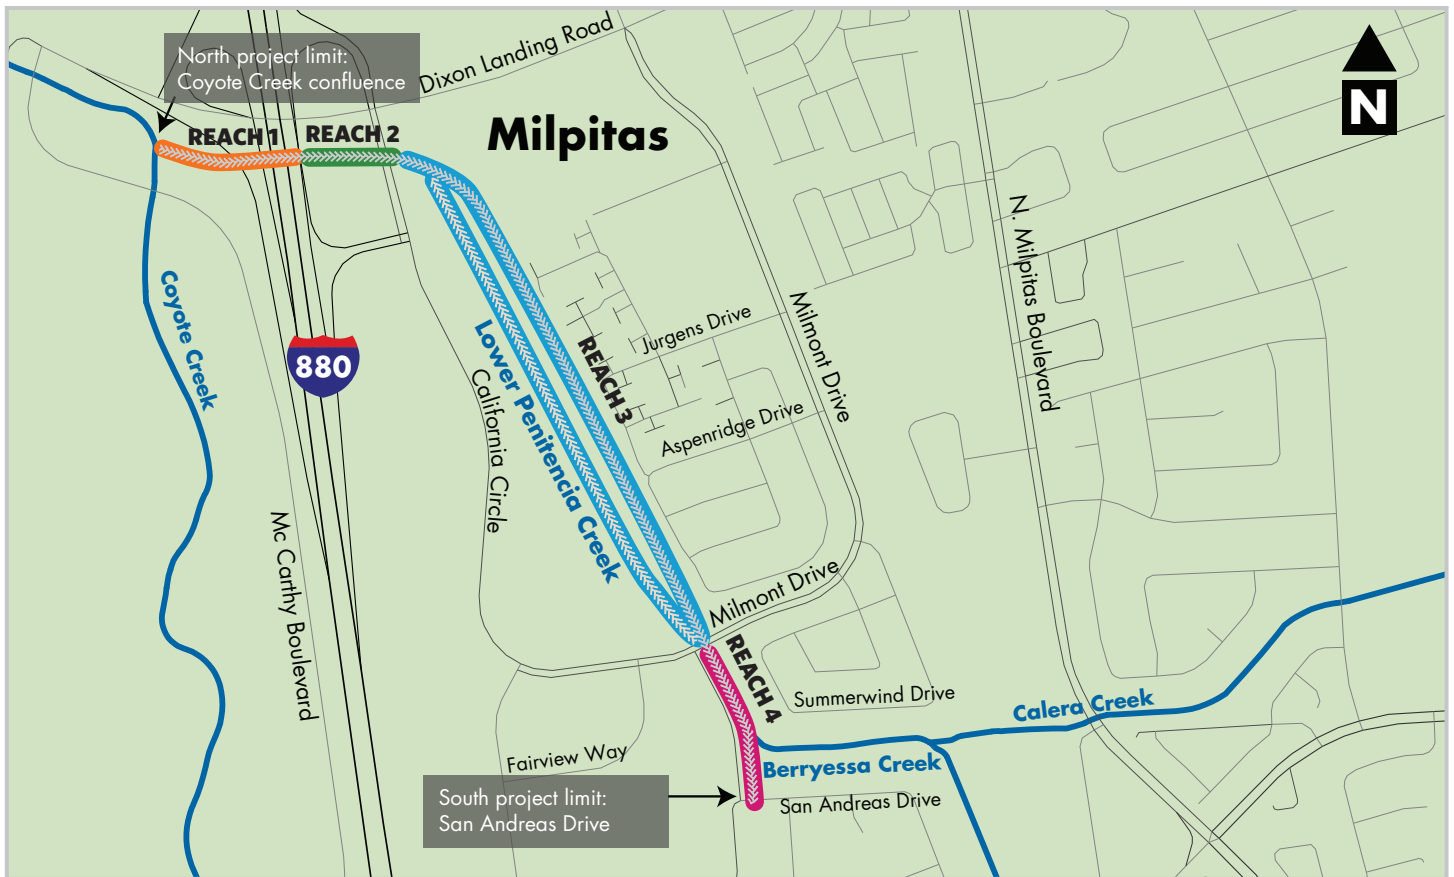 North project limit:
Coyote Creek confluence
Dixon Landing Road
REACH 1
REACH 2
Milpitas
N
N. Milpitas Boulevard
Coyote Creek
880
Milmont Drive
Jurgens Drive
REACH 3
Lower Penitencia Creek
California Circle
Aspenridge Drive
Mc Carthy Boulevard
Milmont Drive
REACH 4
Summerwind Drive
Calera Creek
Fairview Way
Berryessa Creek
South project limit:
San Andreas Drive
San Andreas Drive